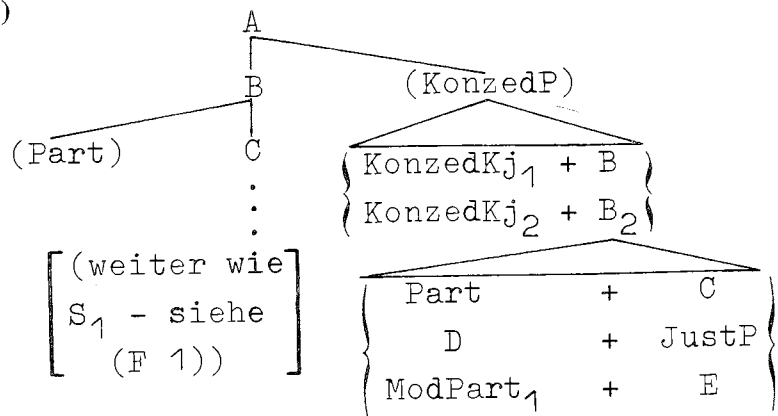 )
A
B (KonzedP)
(Part) C KonzedKj₁ + B
KonzedKj₂ + B₂
(weiter wie
S₁ - siehe
(F 1))
Part + C
D + JustP
ModPart₁ + E